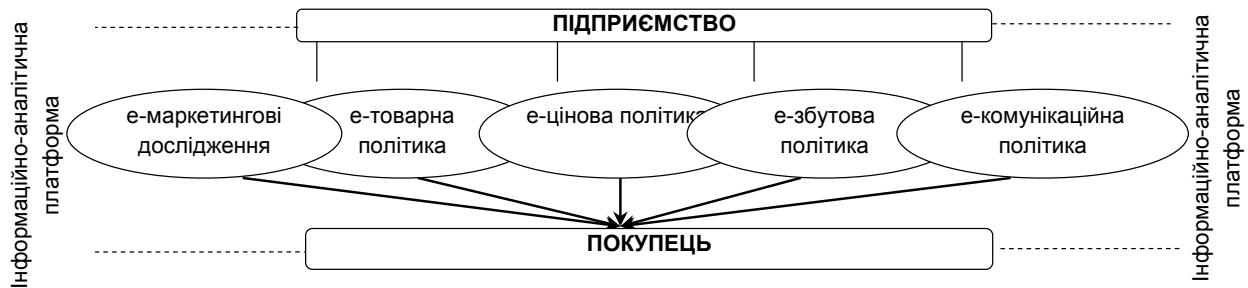 ПІДПРИЄМСТВО
Інформаційно-аналітична
платформа
е-маркетингові
дослідження
е-товарна
політика
е-цінова політика
е-збутова
політика
е-комунікаційна
політика
Інформаційно-аналітична
платформа
ПОКУПЕЦЬ